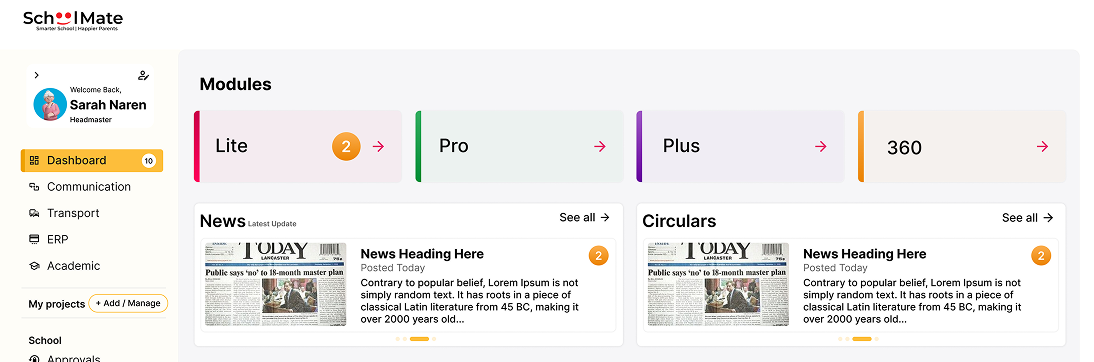 SchoolMate
Smarter School | Happier Parents
Welcome Back,
Sarah Naren
Headmaster
Dashboard 10
Communication
Transport
ERP
Academic
My projects + Add / Manage
School
Approvals
Modules
Lite 2
Pro
Plus
360
News Latest Update
See all
TODAY
LANCASTER
Public says 'no' to 18-month master plan
News Heading Here
2
Posted Today
Contrary to popular belief, Lorem Ipsum is not
simply random text. It has roots in a piece of
classical Latin literature from 45 BC, making it
over 2000 years old...
Circulars
See all
TODAY
LANCASTER
Public says 'no' to 18-month master plan
News Heading Here
2
Posted Today
Contrary to popular belief, Lorem Ipsum is not
simply random text. It has roots in a piece of
classical Latin literature from 45 BC, making it
over 2000 years old...